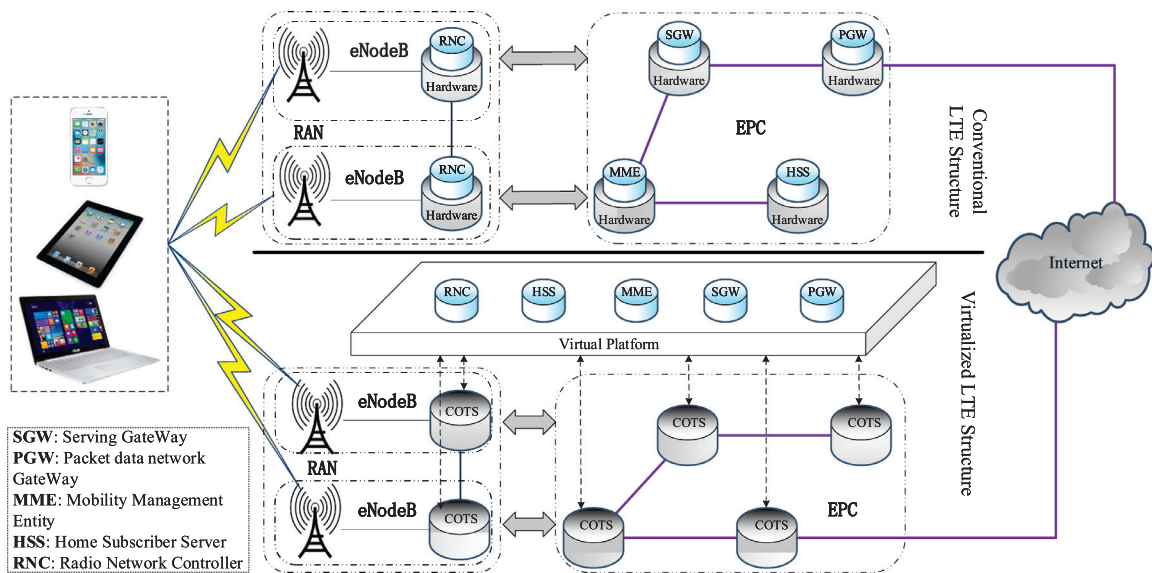 eNodeB
RNC
Hardware
RAN
eNodeB
RNC
Hardware
SGW
Hardware
PGW
Hardware
EPC
MME
Hardware
HSS
Hardware
Conventional
LTE Structure
Internet
RNC
HSS
MME
SGW
PGW
Virtual Platform
Virtualized LTE Structure
eNodeB
COTS
RAN
eNodeB
COTS
COTS
COTS
COTS
COTS
EPC
SGW: Serving GateWay
PGW: Packet data network
GateWay
MME: Mobility Management
Entity
HSS: Home Subscriber Server
RNC: Radio Network Controller